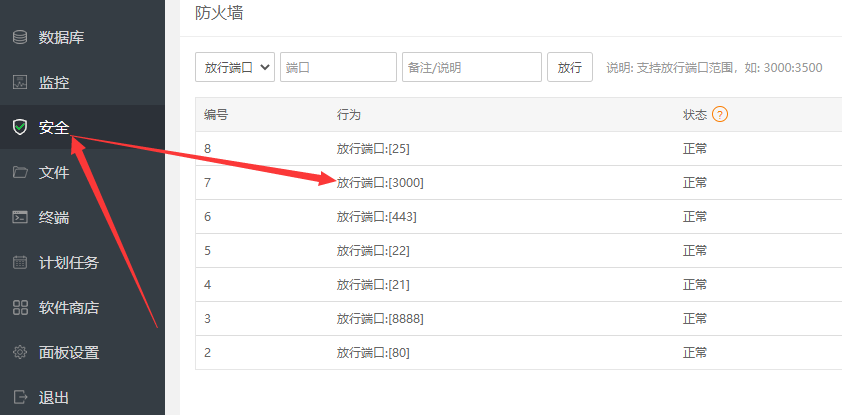 防火墙
数据库
监控
安全
文件
终端
计划任务
软件商店
面板设置
退出
放行端口 端口 备注/说明 放行 说明: 支持放行端口范围，如: 3000:3500
编号 行为 状态 ?
8 放行端口:[25] 正常
7 放行端口:[3000] 正常
6 放行端口:[443] 正常
5 放行端口:[22] 正常
4 放行端口:[21] 正常
3 放行端口:[8888] 正常
2 放行端口:[80] 正常